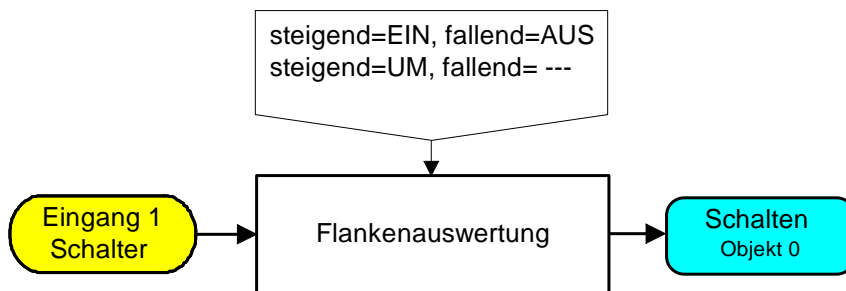 steigend=EIN, fallend=AUS
steigend=UM, fallend= ---
Eingang 1
Schalter
Flankenauswertung
Schalten
Objekt 0